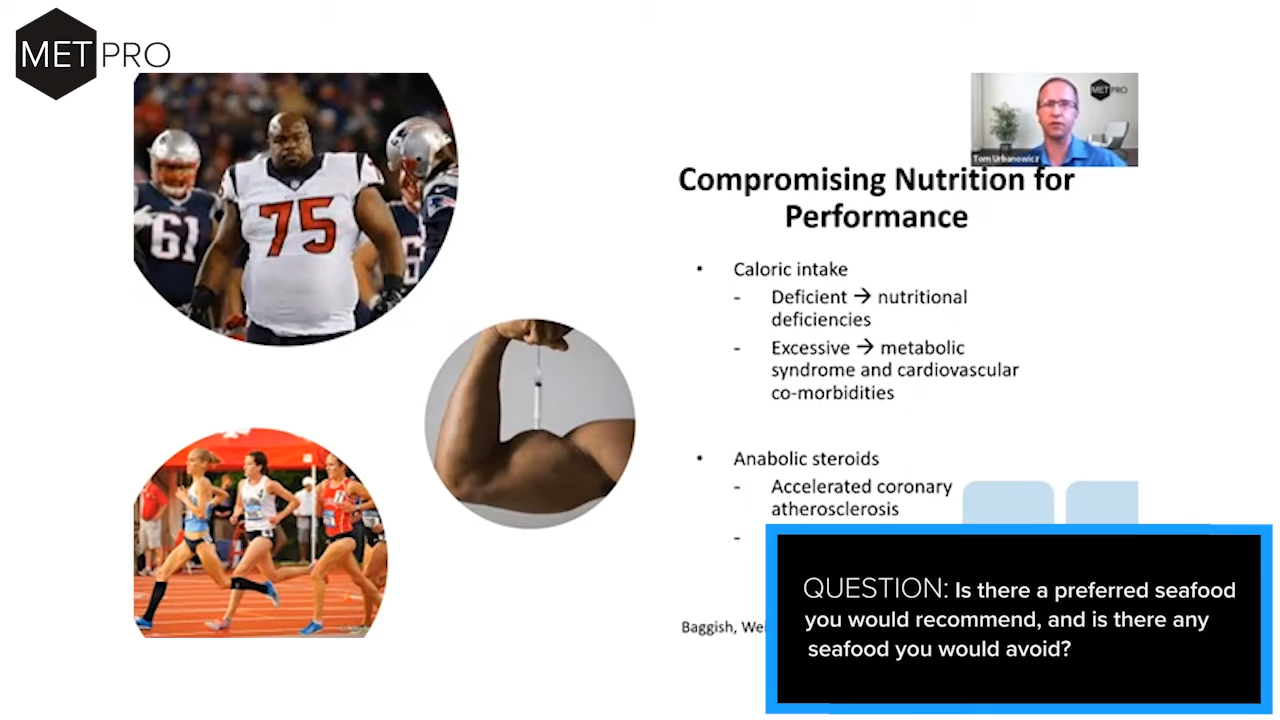 METPRO
61
75
METPRO
Tom Urbanowicz
Compromising Nutrition for
Performance
• Caloric intake
- Deficient → nutritional
deficiencies
- Excessive → metabolic
syndrome and cardiovascular
co-morbidities
• Anabolic steroids
- Accelerated coronary
atherosclerosis
-
Baggish,
QUESTION: Is there a preferred seafood
you would recommend, and is there any
seafood you would avoid?